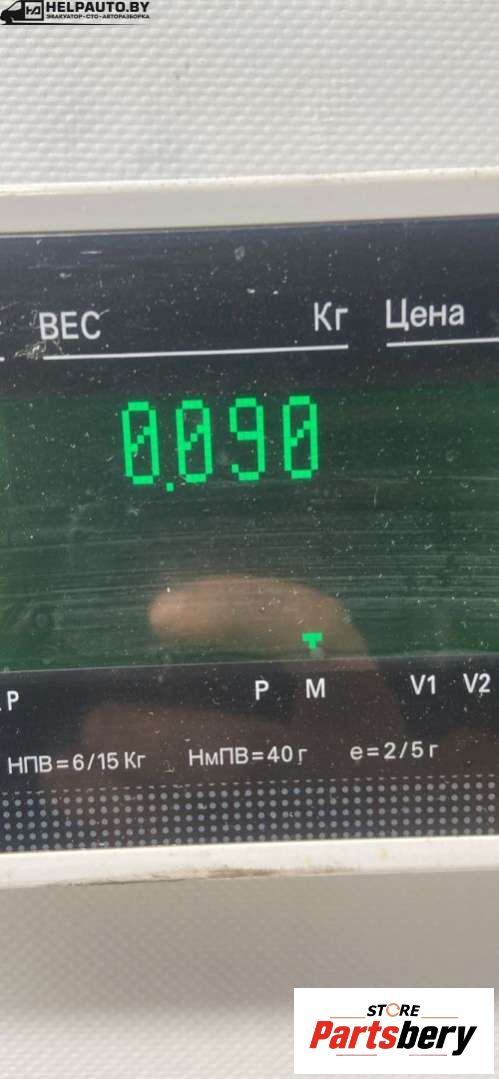 HELPAUTO.BY
ЭВАКУАТОР•СТО•АВТОРАЗБОРКА
ВЕС Кг Цена
0.090
Р Р М V1 V2
НПВ=6/15 Кг НмПВ=40 г е=2/5 г
STORE
Partsbery